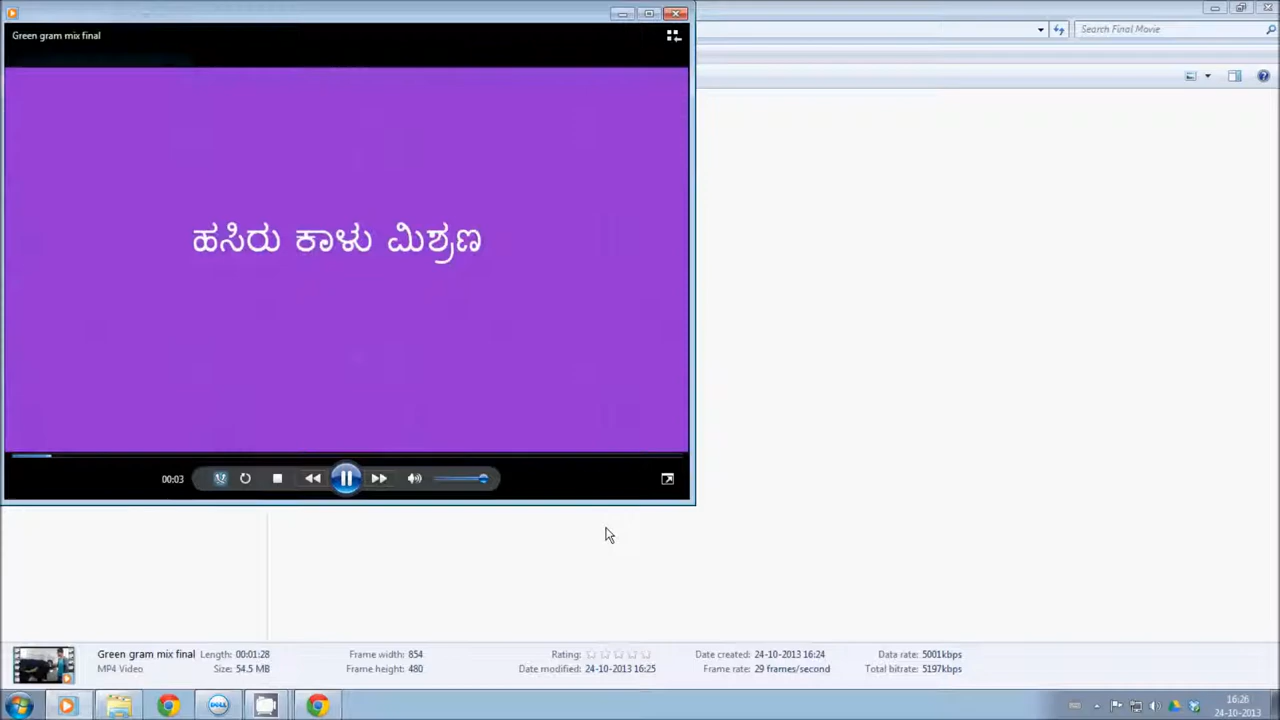 Green gram mix final
Search Final Movie
ಹಸಿರು ಕಾಳು ಮಿಶ್ರಣ
00:03
Green gram mix final Length: 00:01:28 Frame width: 854 Rating: Date created: 24-10-2013 16:24 Data rate: 5001kbps
MP4 Video Size: 54.5 MB Frame height: 480 Date modified: 24-10-2013 16:25 Frame rate: 29 frames/second Total bitrate: 5197kbps
DELL
16:26
24-10-2013